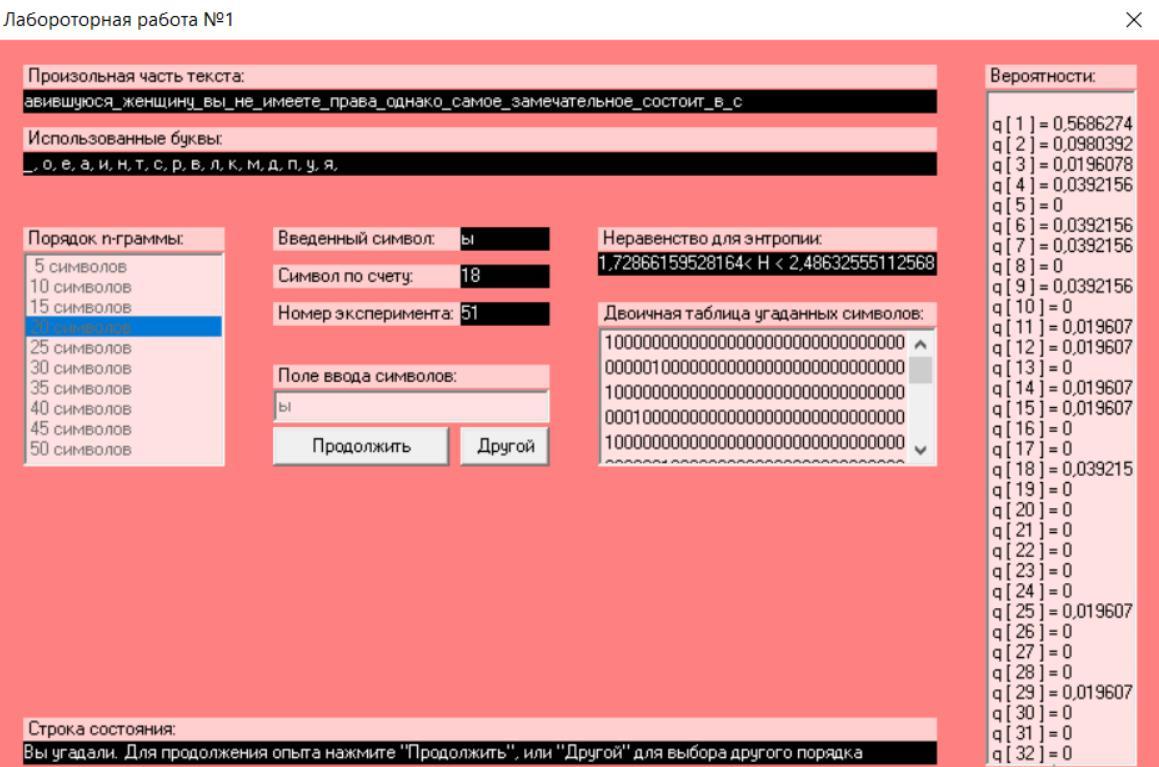 Лабороторная работа №1
Произольная часть текста:
авившуюся_женщину_вы_не_имеете_права_однако_самое_замечательное_состоит_в_с
Использованные буквы:
_, о, е, а, и, н, т, с, р, в, л, к, м, д, п, у, я,
Порядок n-граммы:
5 символов
10 символов
15 символов
20 символов
25 символов
30 символов
35 символов
40 символов
45 символов
50 символов
Введенный символ: ы
Символ по счету: 18
Номер эксперимента: 51
Поле ввода символов:
ы
Продолжить Другой
Неравенство для энтропии:
1,72866159528164< H < 2,48632555112568
Двоичная таблица угаданных символов:
10000000000000000000000000000000
00000100000000000000000000000000
10000000000000000000000000000000
00010000000000000000000000000000
10000000000000000000000000000000
Вероятности:
q [ 1 ] = 0,5686274
q [ 2 ] = 0,0980392
q [ 3 ] = 0,0196078
q [ 4 ] = 0,0392156
q [ 5 ] = 0
q [ 6 ] = 0,0392156
q [ 7 ] = 0,0392156
q [ 8 ] = 0
q [ 9 ] = 0,0392156
q [ 10 ] = 0
q [ 11 ] = 0,019607
q [ 12 ] = 0,019607
q [ 13 ] = 0
q [ 14 ] = 0,019607
q [ 15 ] = 0,019607
q [ 16 ] = 0
q [ 17 ] = 0
q [ 18 ] = 0,039215
q [ 19 ] = 0
q [ 20 ] = 0
q [ 21 ] = 0
q [ 22 ] = 0
q [ 23 ] = 0
q [ 24 ] = 0
q [ 25 ] = 0,019607
q [ 26 ] = 0
q [ 27 ] = 0
q [ 28 ] = 0
q [ 29 ] = 0,019607
q [ 30 ] = 0
q [ 31 ] = 0
q [ 32 ] = 0
Строка состояния:
Вы угадали. Для продолжения опыта нажмите "Продолжить", или "Другой" для выбора другого порядка